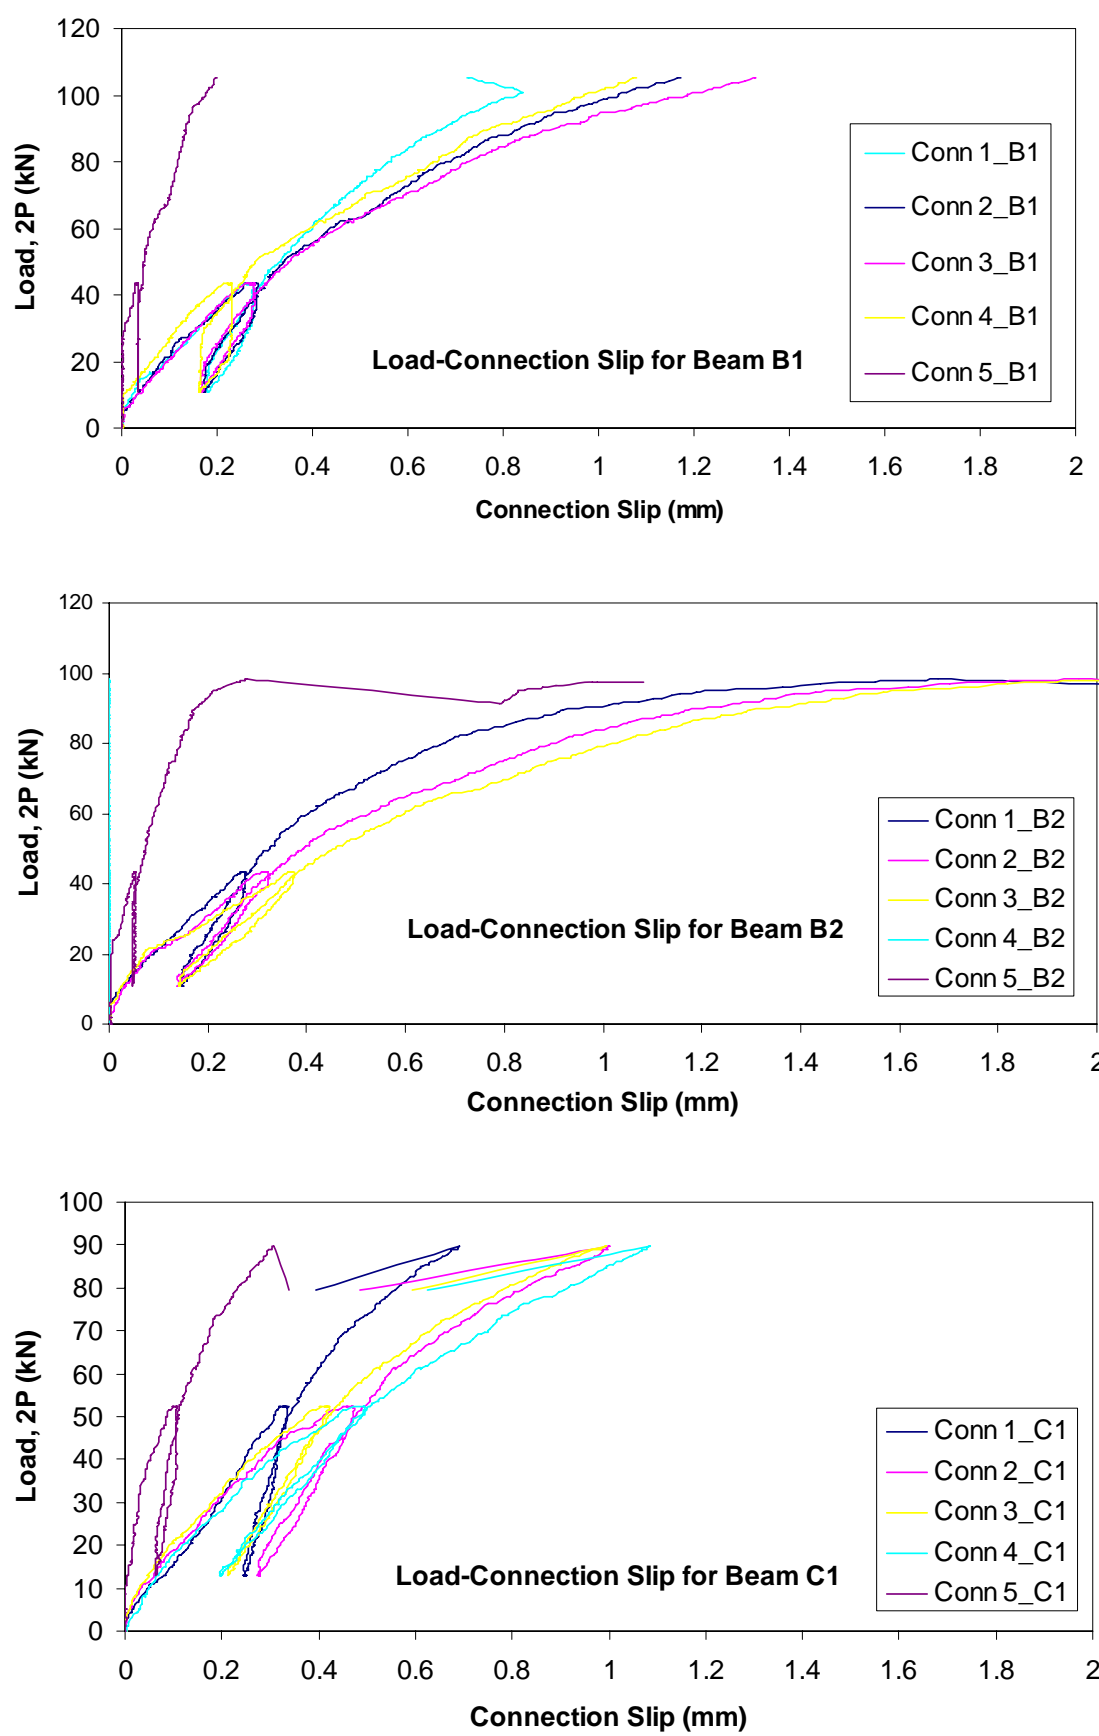 120
100
80
60
40
20
0
Load, 2P (kN)
Conn 1_B1
Conn 2_B1
Conn 3_B1
Conn 4_B1
Conn 5_B1
Load-Connection Slip for Beam B1
0 0.2 0.4 0.6 0.8 1 1.2 1.4 1.6 1.8 2
Connection Slip (mm)
120
100
80
60
40
20
0
Load, 2P (kN)
Conn 1_B2
Conn 2_B2
Conn 3_B2
Conn 4_B2
Conn 5_B2
Load-Connection Slip for Beam B2
0 0.2 0.4 0.6 0.8 1 1.2 1.4 1.6 1.8 2
Connection Slip (mm)
100
90
80
70
60
50
40
30
20
10
0
Load, 2P (kN)
Conn 1_C1
Conn 2_C1
Conn 3_C1
Conn 4_C1
Conn 5_C1
Load-Connection Slip for Beam C1
0 0.2 0.4 0.6 0.8 1 1.2 1.4 1.6 1.8 2
Connection Slip (mm)